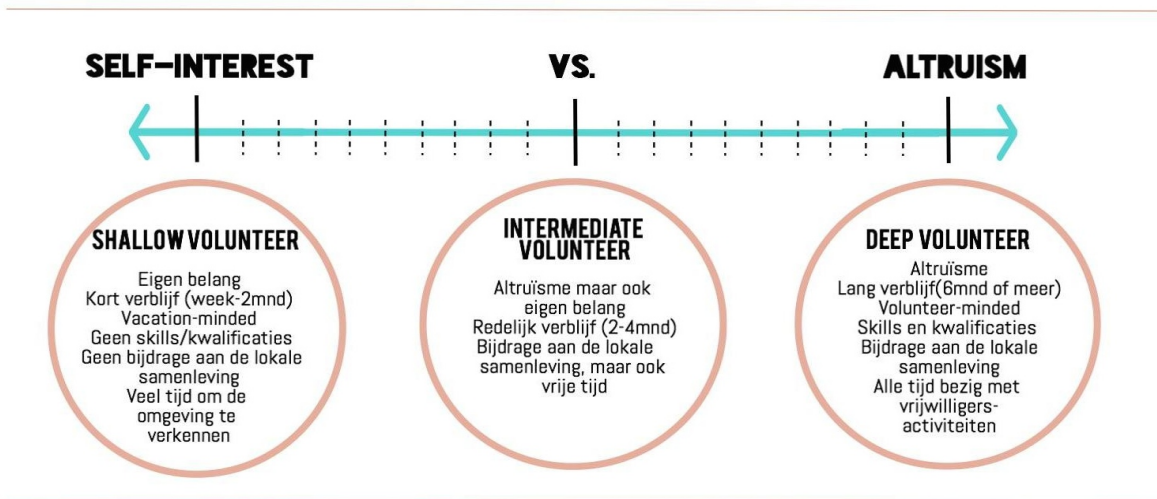 SELF-INTEREST
VS.
ALTRUISM
SHALLOW VOLUNTEER
Eigen belang
Kort verblijf (week-2mnd)
Vacation-minded
Geen skills/kwalificaties
Geen bijdrage aan de lokale
samenleving
Veel tijd om de
omgeving te
verkennen
INTERMEDIATE
VOLUNTEER
Altruïsme maar ook
eigen belang
Redelijk verblijf (2-4mnd)
Bijdrage aan de lokale
samenleving, maar ook
vrije tijd
DEEP VOLUNTEER
Altruïsme
Lang verblijf(6mnd of meer)
Volunteer-minded
Skills en kwalificaties
Bijdrage aan de lokale
samenleving
Alle tijd bezig met
vrijwilligers-
activiteiten